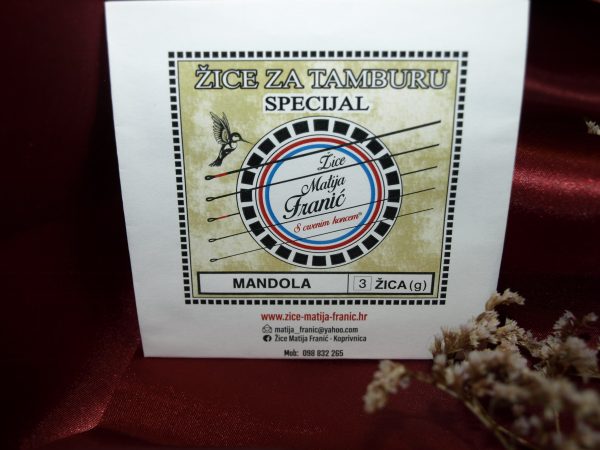 ŽICE ZA TAMBURU
SPECIJAL
Žice
Matija
Franić
S crvenim koncem®
MANDOLA 3 ŽICA (g)
www.zice-matija-franic.hr
matija_franic@yahoo.com
Žice Matija Franić - Koprivnica
Mob: 098 832 265